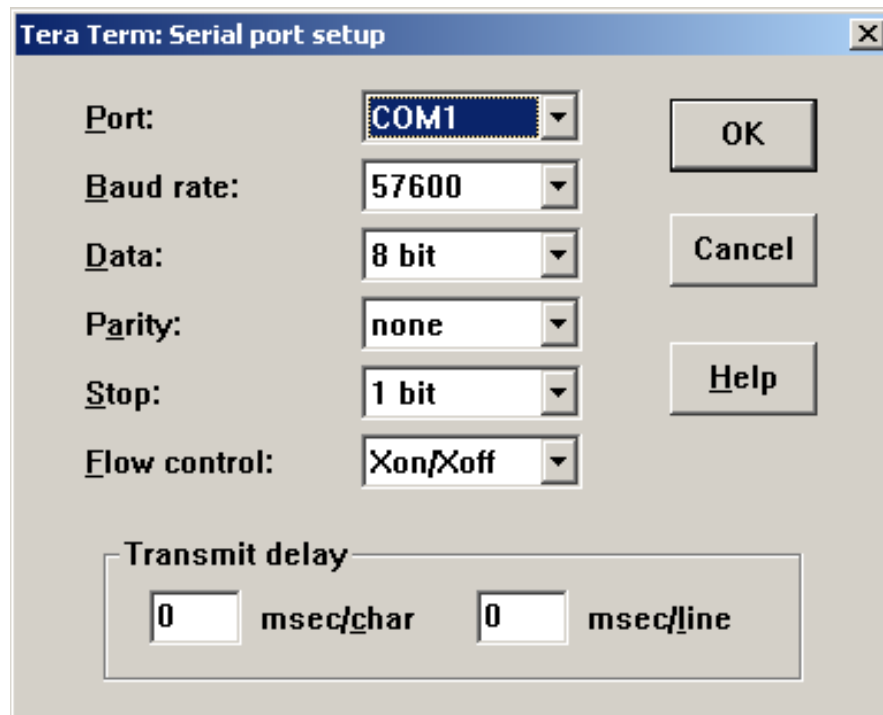 Tera Term: Serial port setup
Port: COM1 OK
Baud rate: 57600
Data: 8 bit Cancel
Parity: none
Stop: 1 bit Help
Flow control: Xon/Xoff
Transmit delay
0 msec/char 0 msec/line